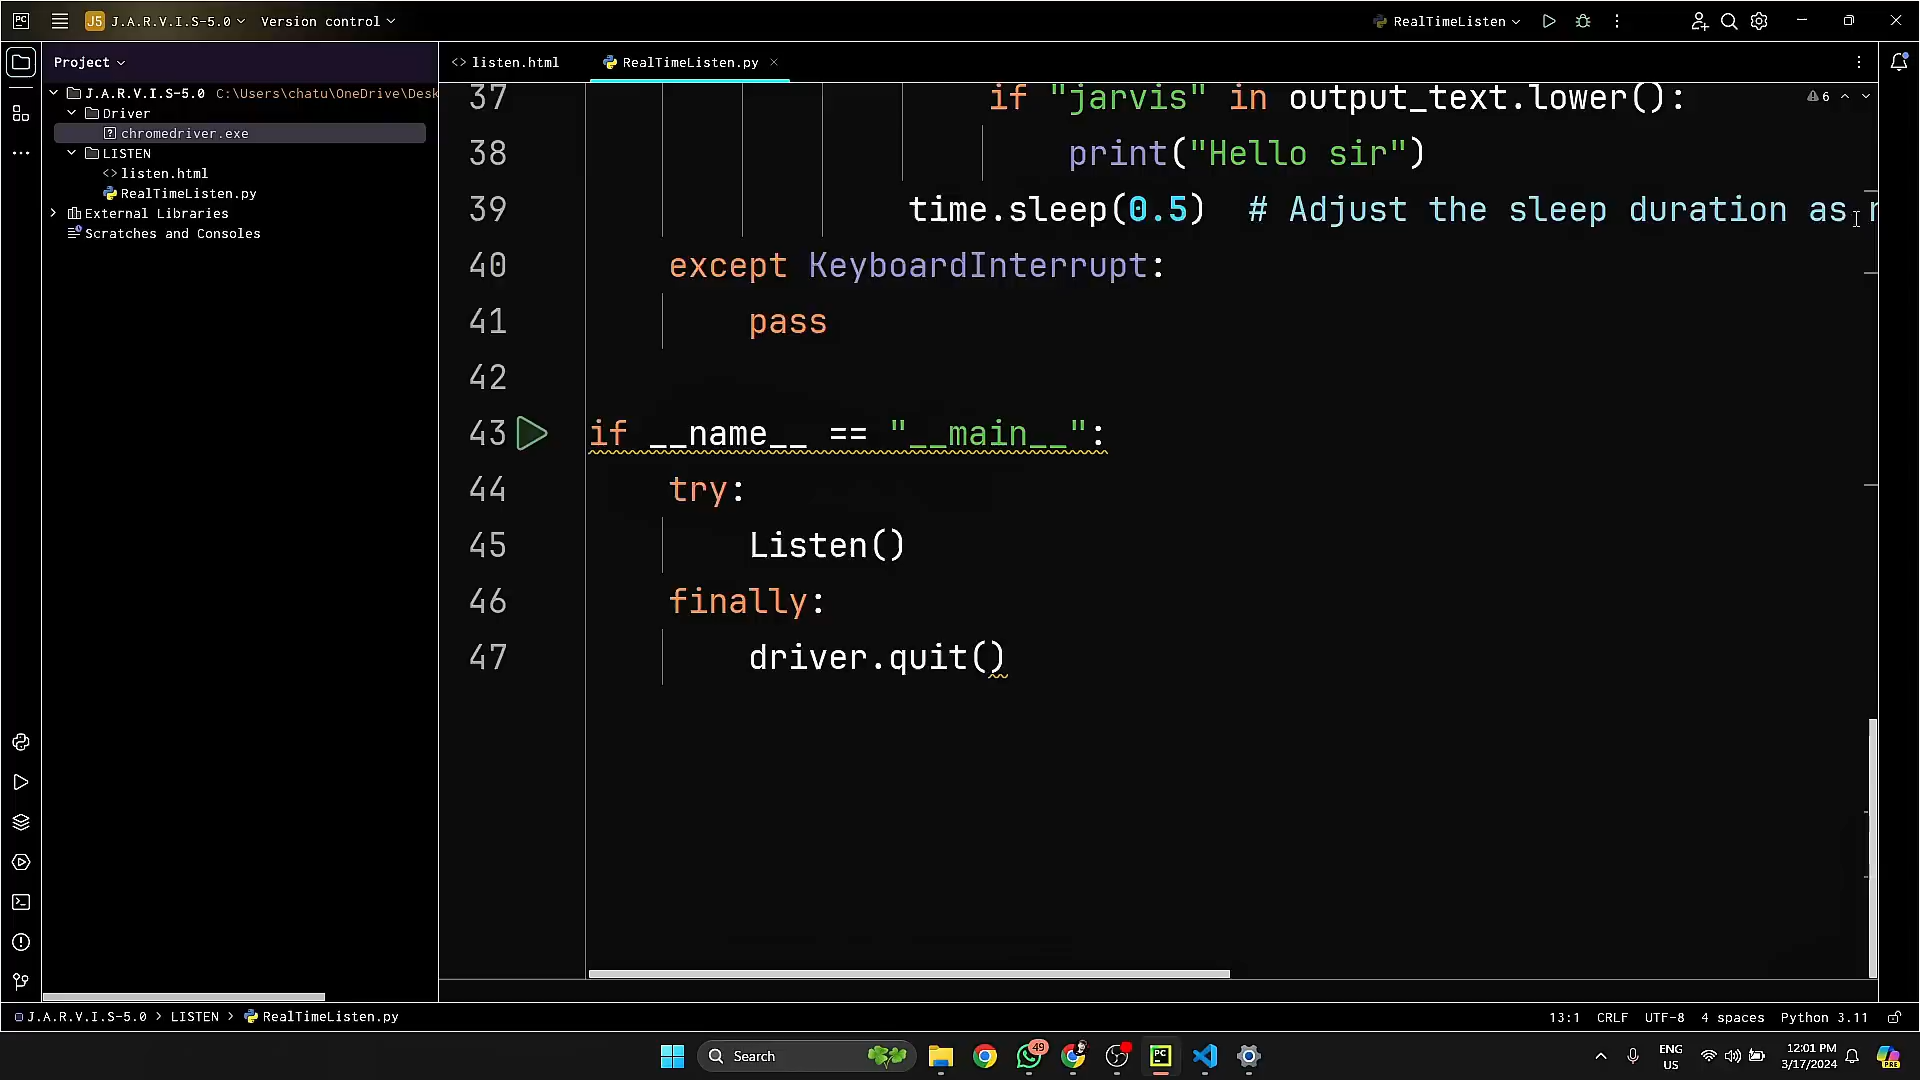 PC
J5 J.A.R.V.I.S-5.0 Version control
RealTimeListen
Project
J.A.R.V.I.S-5.0 C:\Users\chatu\OneDrive\Desk
Driver
chromedriver.exe
LISTEN
<> listen.html
RealTimeListen.py
External Libraries
Scratches and Consoles
<> listen.html RealTimeListen.py
6
37 if "jarvis" in output_text.lower():
38 print("Hello sir")
39 time.sleep(0.5) # Adjust the sleep duration as
40 except KeyboardInterrupt:
41 pass
42
43 if __name__ == "__main__":
44 try:
45 Listen()
46 finally:
47 driver.quit()
J.A.R.V.I.S-5.0 > LISTEN > RealTimeListen.py
13:1 CRLF UTF-8 4 spaces Python 3.11
Search
49
PC
ENG
US
12:01 PM
3/17/2024
PRE